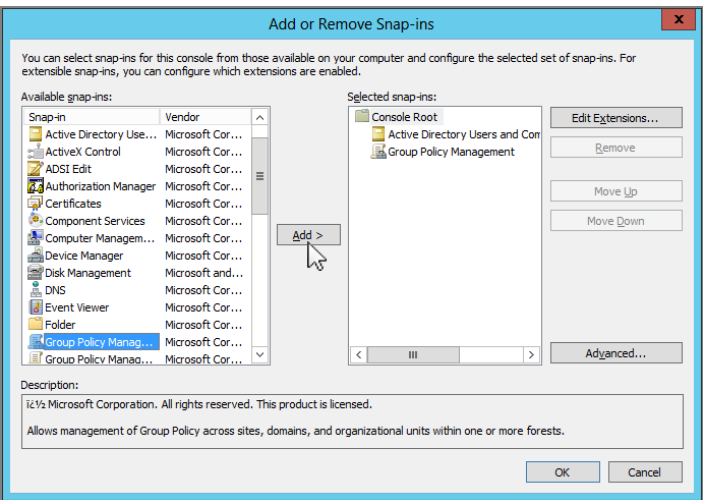 Add or Remove Snap-ins
x
You can select snap-ins for this console from those available on your computer and configure the selected set of snap-ins. For
extensible snap-ins, you can configure which extensions are enabled.
Available snap-ins:
Snap-in Vendor
Active Directory Use... Microsoft Cor...
ActiveX Control Microsoft Cor...
ADSI Edit Microsoft Cor...
Authorization Manager Microsoft Cor...
Certificates Microsoft Cor...
Component Services Microsoft Cor...
Computer Managem... Microsoft Cor...
Device Manager Microsoft Cor...
Disk Management Microsoft and...
DNS Microsoft Cor...
Event Viewer Microsoft Cor...
Folder Microsoft Cor...
Group Policy Manag... Microsoft Cor...
Group Policy Manag... Microsoft Cor...
Add >
Selected snap-ins:
Console Root
Active Directory Users and Com
Group Policy Management
Edit Extensions...
Remove
Move Up
Move Down
Advanced...
Description:
ï¿½ Microsoft Corporation. All rights reserved. This product is licensed.
Allows management of Group Policy across sites, domains, and organizational units within one or more forests.
OK Cancel